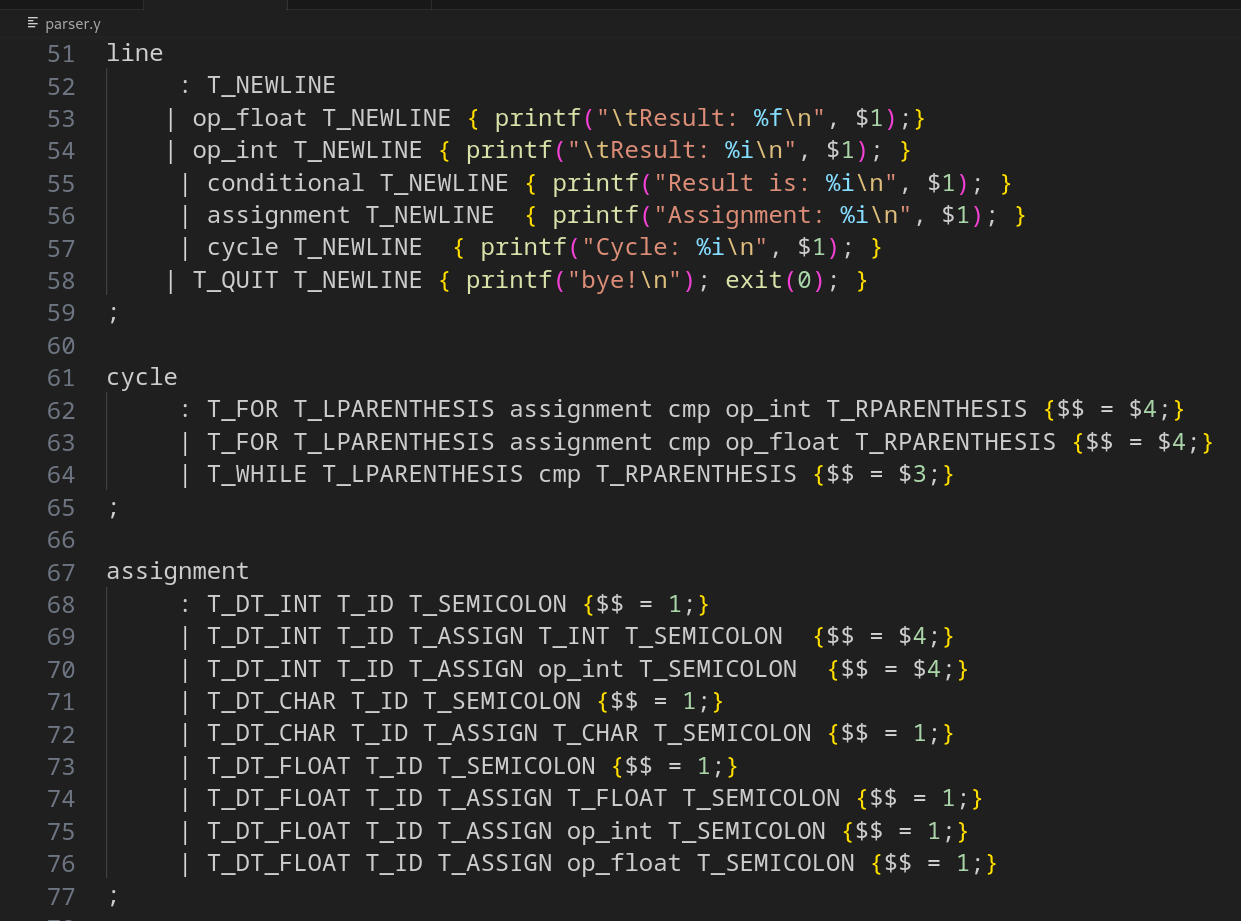 parser.y
51 line
52 : T_NEWLINE
53 | op_float T_NEWLINE { printf("\tResult: %f\n", $1);}
54 | op_int T_NEWLINE { printf("\tResult: %i\n", $1); }
55 | conditional T_NEWLINE { printf("Result is: %i\n", $1); }
56 | assignment T_NEWLINE  { printf("Assignment: %i\n", $1); }
57 | cycle T_NEWLINE  { printf("Cycle: %i\n", $1); }
58 | T_QUIT T_NEWLINE { printf("bye!\n"); exit(0); }
59 ;
60
61 cycle
62 : T_FOR T_LPARENTHESIS assignment cmp op_int T_RPARENTHESIS {$$ = $4;}
63 | T_FOR T_LPARENTHESIS assignment cmp op_float T_RPARENTHESIS {$$ = $4;}
64 | T_WHILE T_LPARENTHESIS cmp T_RPARENTHESIS {$$ = $3;}
65 ;
66
67 assignment
68 : T_DT_INT T_ID T_SEMICOLON {$$ = 1;}
69 | T_DT_INT T_ID T_ASSIGN T_INT T_SEMICOLON  {$$ = $4;}
70 | T_DT_INT T_ID T_ASSIGN op_int T_SEMICOLON  {$$ = $4;}
71 | T_DT_CHAR T_ID T_SEMICOLON {$$ = 1;}
72 | T_DT_CHAR T_ID T_ASSIGN T_CHAR T_SEMICOLON {$$ = 1;}
73 | T_DT_FLOAT T_ID T_SEMICOLON {$$ = 1;}
74 | T_DT_FLOAT T_ID T_ASSIGN T_FLOAT T_SEMICOLON {$$ = 1;}
75 | T_DT_FLOAT T_ID T_ASSIGN op_int T_SEMICOLON {$$ = 1;}
76 | T_DT_FLOAT T_ID T_ASSIGN op_float T_SEMICOLON {$$ = 1;}
77 ;